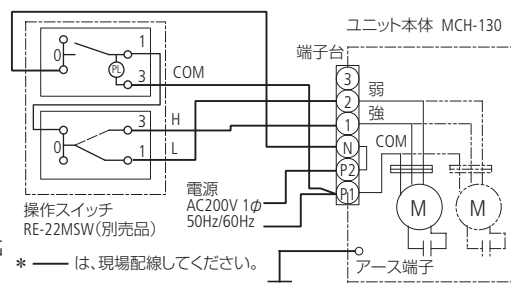 ユニット本体 MCH-130
端子台
0
1
PL
3
COM
3
H
0
1
L
3
2
1
N
P2
P1
弱
強
COM
M
M
電源
AC200V 1φ
50Hz/60Hz
操作スイッチ
RE-22MSW(別売品)
アース端子
* は、現場配線してください。